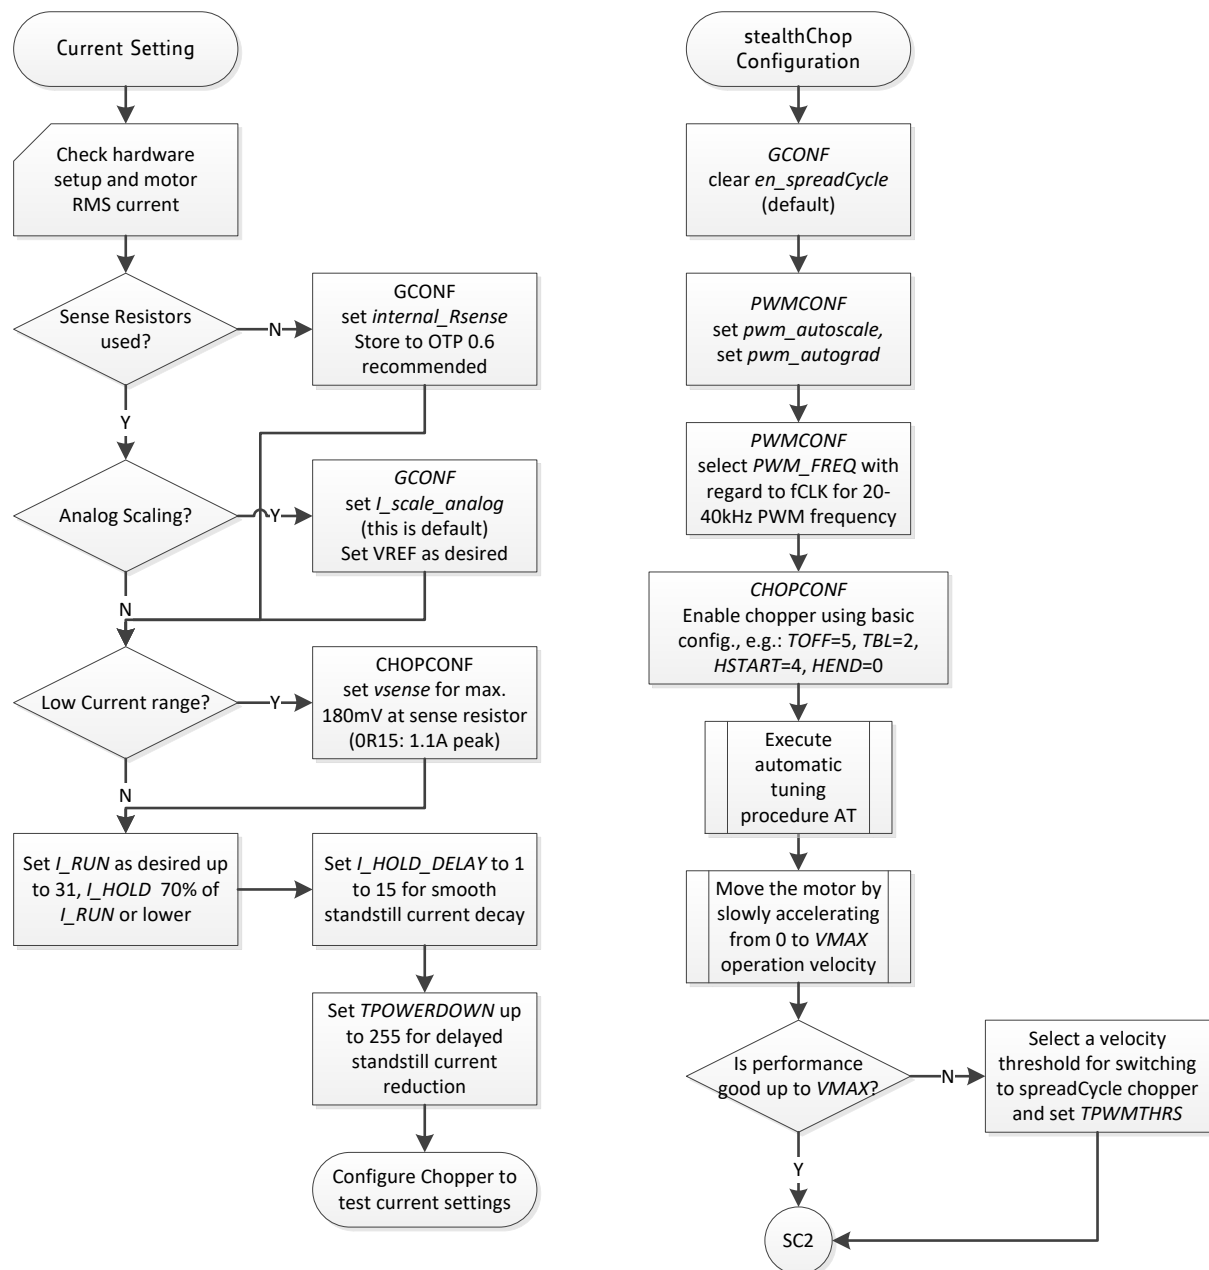 Current Setting
Check hardware
setup and motor
RMS current
Sense Resistors
used?
N
GCONF
set internal_Rsense
Store to OTP 0.6
recommended
Y
Analog Scaling?
Y
GCONF
set I_scale_analog
(this is default)
Set VREF as desired
N
Low Current range?
Y
CHOPCONF
set vsense for max.
180mV at sense resistor
(0R15: 1.1A peak)
N
Set I_RUN as desired up
to 31, I_HOLD 70% of
I_RUN or lower
Set I_HOLD_DELAY to 1
to 15 for smooth
standstill current decay
Set TPOWERDOWN up
to 255 for delayed
standstill current
reduction
Configure Chopper to
test current settings
stealthChop
Configuration
GCONF
clear en_spreadCycle
(default)
PWMCONF
set pwm_autoscale,
set pwm_autograd
PWMCONF
select PWM_FREQ with
regard to fCLK for 20-
40kHz PWM frequency
CHOPCONF
Enable chopper using basic
config., e.g.: TOFF=5, TBL=2,
HSTART=4, HEND=0
Execute
automatic
tuning
procedure AT
Move the motor by
slowly accelerating
from 0 to VMAX
operation velocity
Is performance
good up to VMAX?
N
Select a velocity
threshold for switching
to spreadCycle chopper
and set TPWMTHRS
Y
SC2